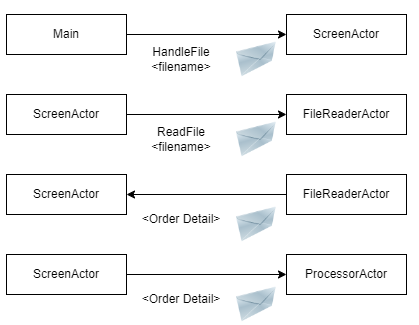 Main
HandleFile
<filename>
ScreenActor
ScreenActor
ReadFile
<filename>
FileReaderActor
ScreenActor
<Order Detail>
FileReaderActor
ScreenActor
<Order Detail>
ProcessorActor